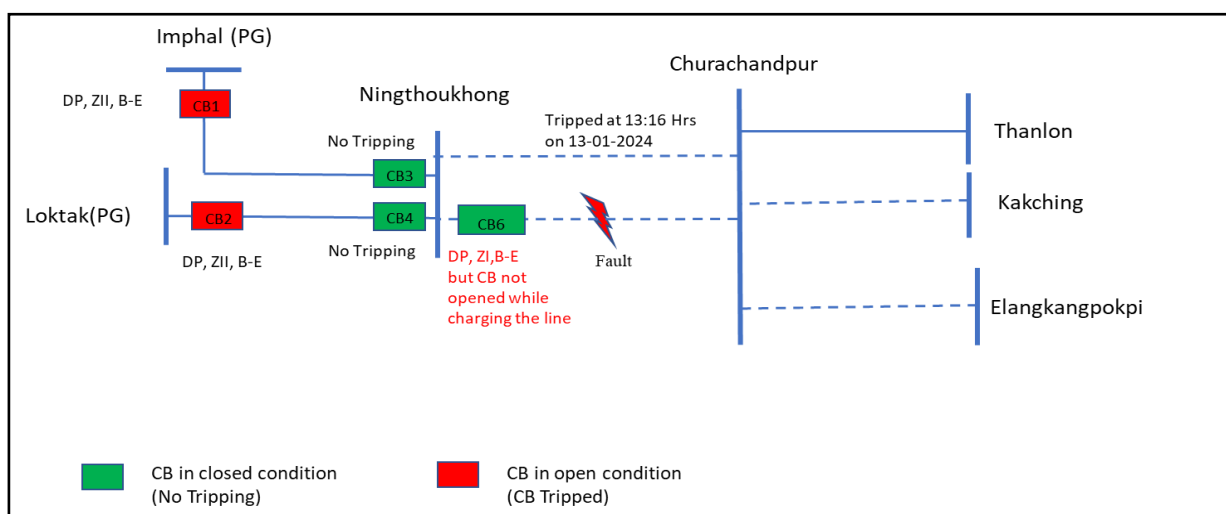 Imphal (PG)
DP, ZII, B-E
CB1
Ningthoukhong
Churachandpur
Tripped at 13:16 Hrs
on 13-01-2024
No Tripping
CB3
Thanlon
Loktak(PG)
CB2
CB4
CB6
Kakching
No Tripping
DP, ZII, B-E
DP, ZI,B-E
but CB not
opened while
charging the line
Fault
Elangkangpokpi
CB in closed condition
(No Tripping)
CB in open condition
(CB Tripped)